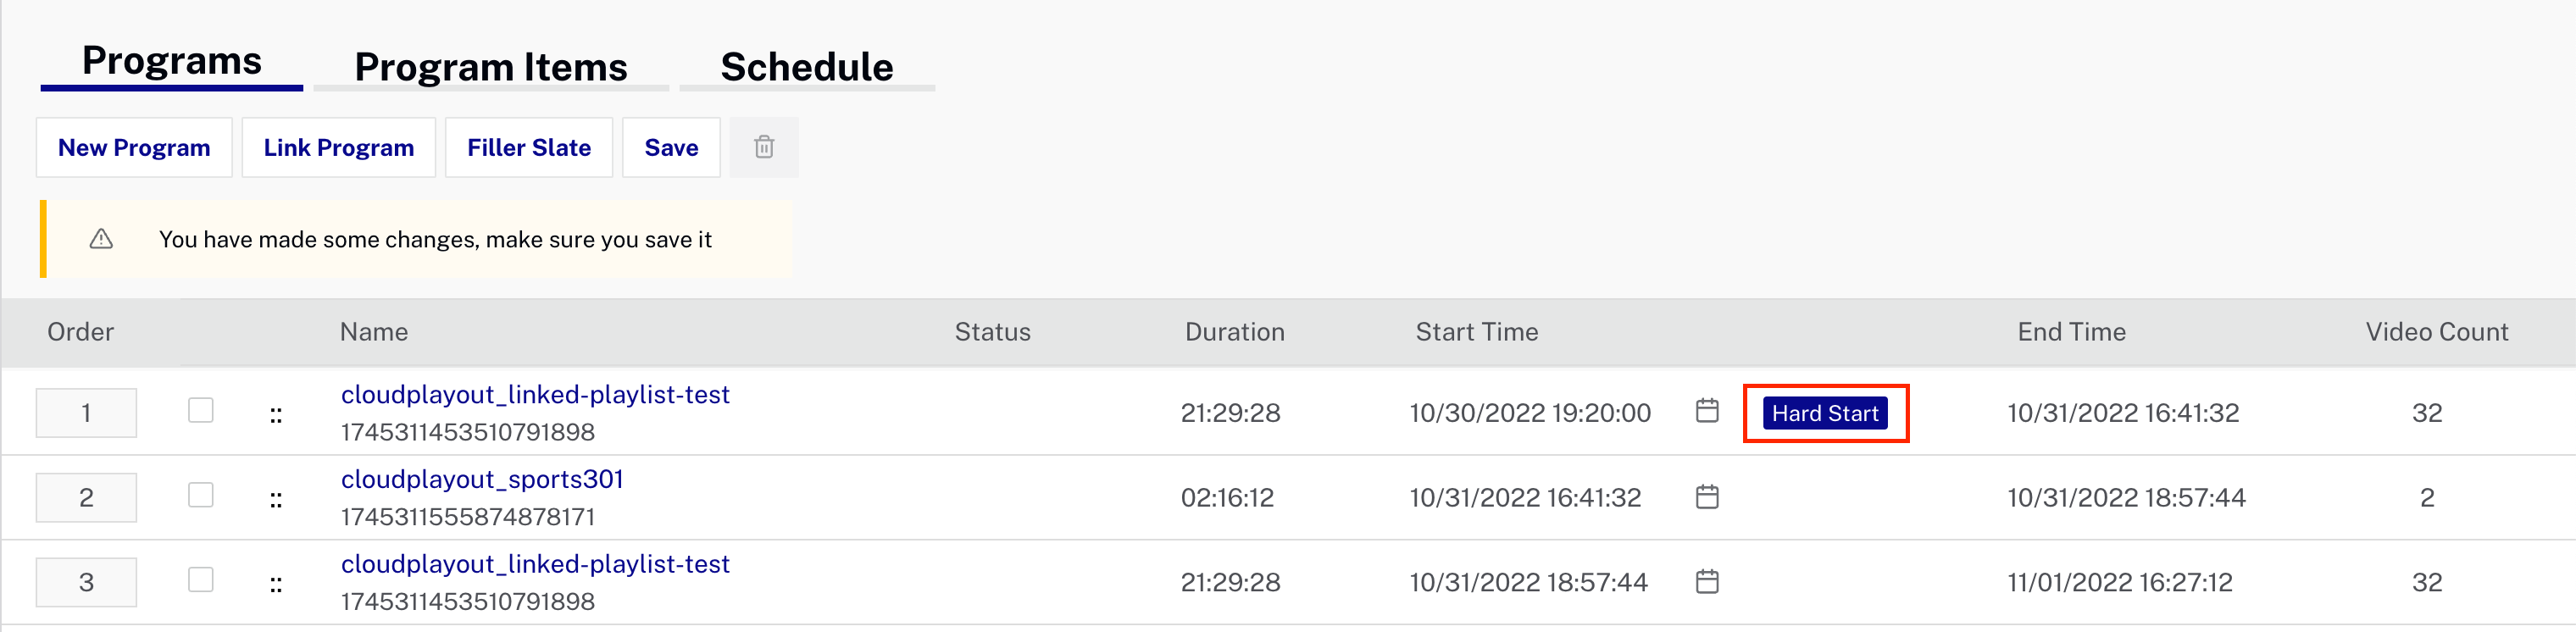 Programs Program Items Schedule
New Program Link Program Filler Slate Save
You have made some changes, make sure you save it
Order Name Status Duration Start Time End Time Video Count
1 cloudplayout_linked-playlist-test 21:29:28 10/30/2022 19:20:00 Hard Start 10/31/2022 16:41:32 32
1745311453510791898
2 cloudplayout_sports301 02:16:12 10/31/2022 16:41:32 10/31/2022 18:57:44 2
1745311555874878171
3 cloudplayout_linked-playlist-test 21:29:28 10/31/2022 18:57:44 11/01/2022 16:27:12 32
1745311453510791898